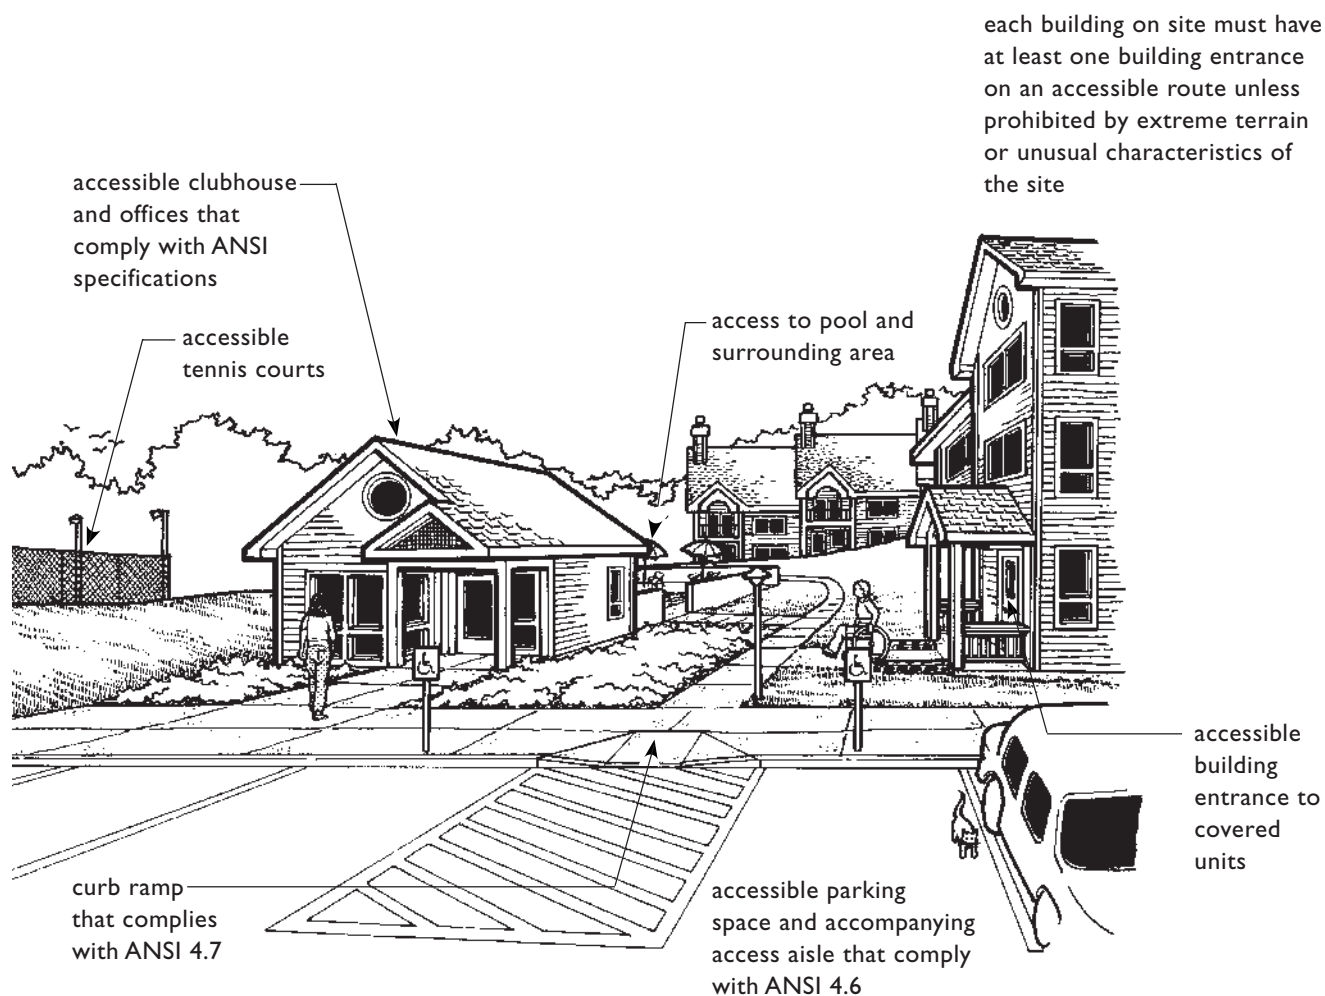 each building on site must have
at least one building entrance
on an accessible route unless
prohibited by extreme terrain
or unusual characteristics of
the site
accessible clubhouse
and offices that
comply with ANSI
specifications
accessible
tennis courts
access to pool and
surrounding area
accessible
building
entrance to
covered
units
curb ramp
that complies
with ANSI 4.7
accessible parking
space and accompanying
access aisle that comply
with ANSI 4.6